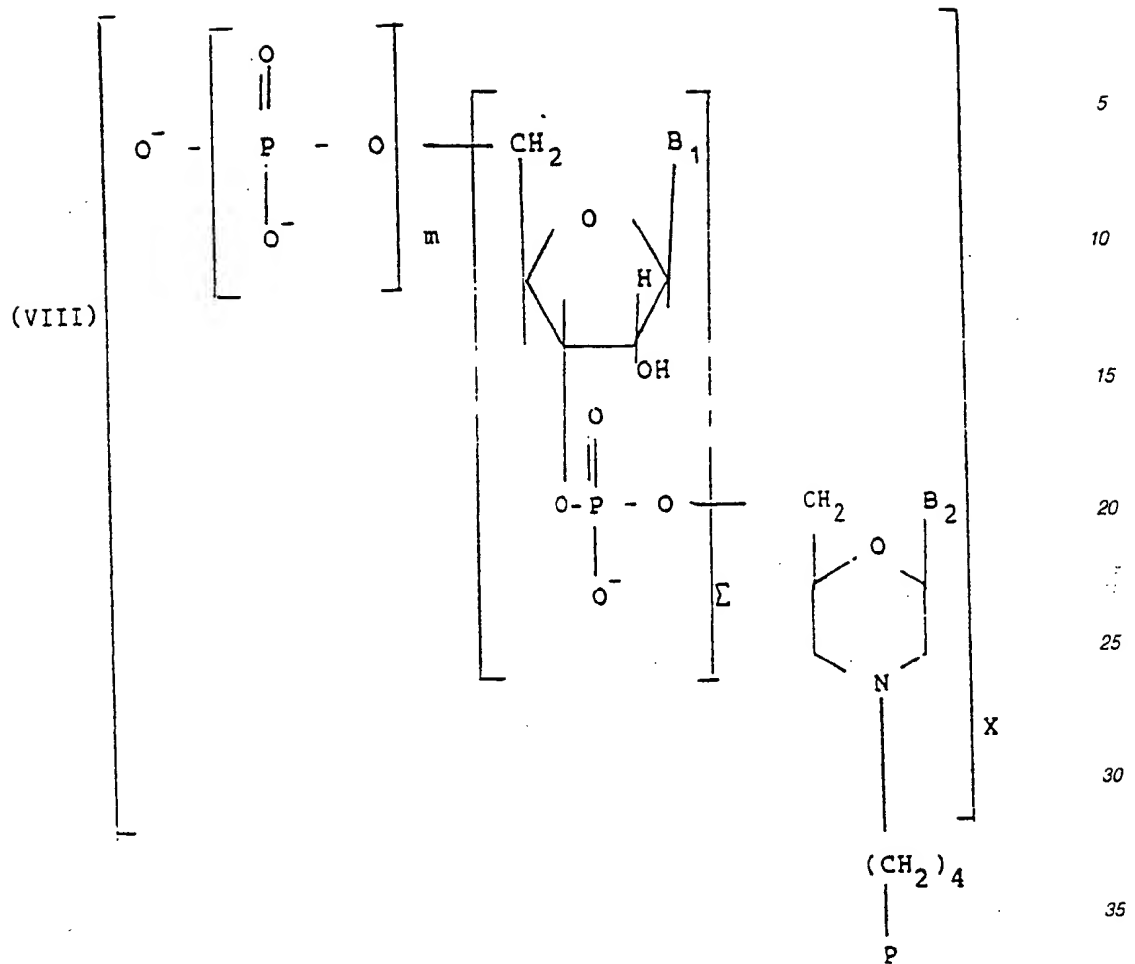 O 5
O⁻ - P - O CH₂ B₁
O
O⁻ m 10
H
(VIII)
OH 15
O
O- P - O CH₂ B₂ 20
O
O⁻ Σ
25
N
X
30
(CH₂)₄
35
P